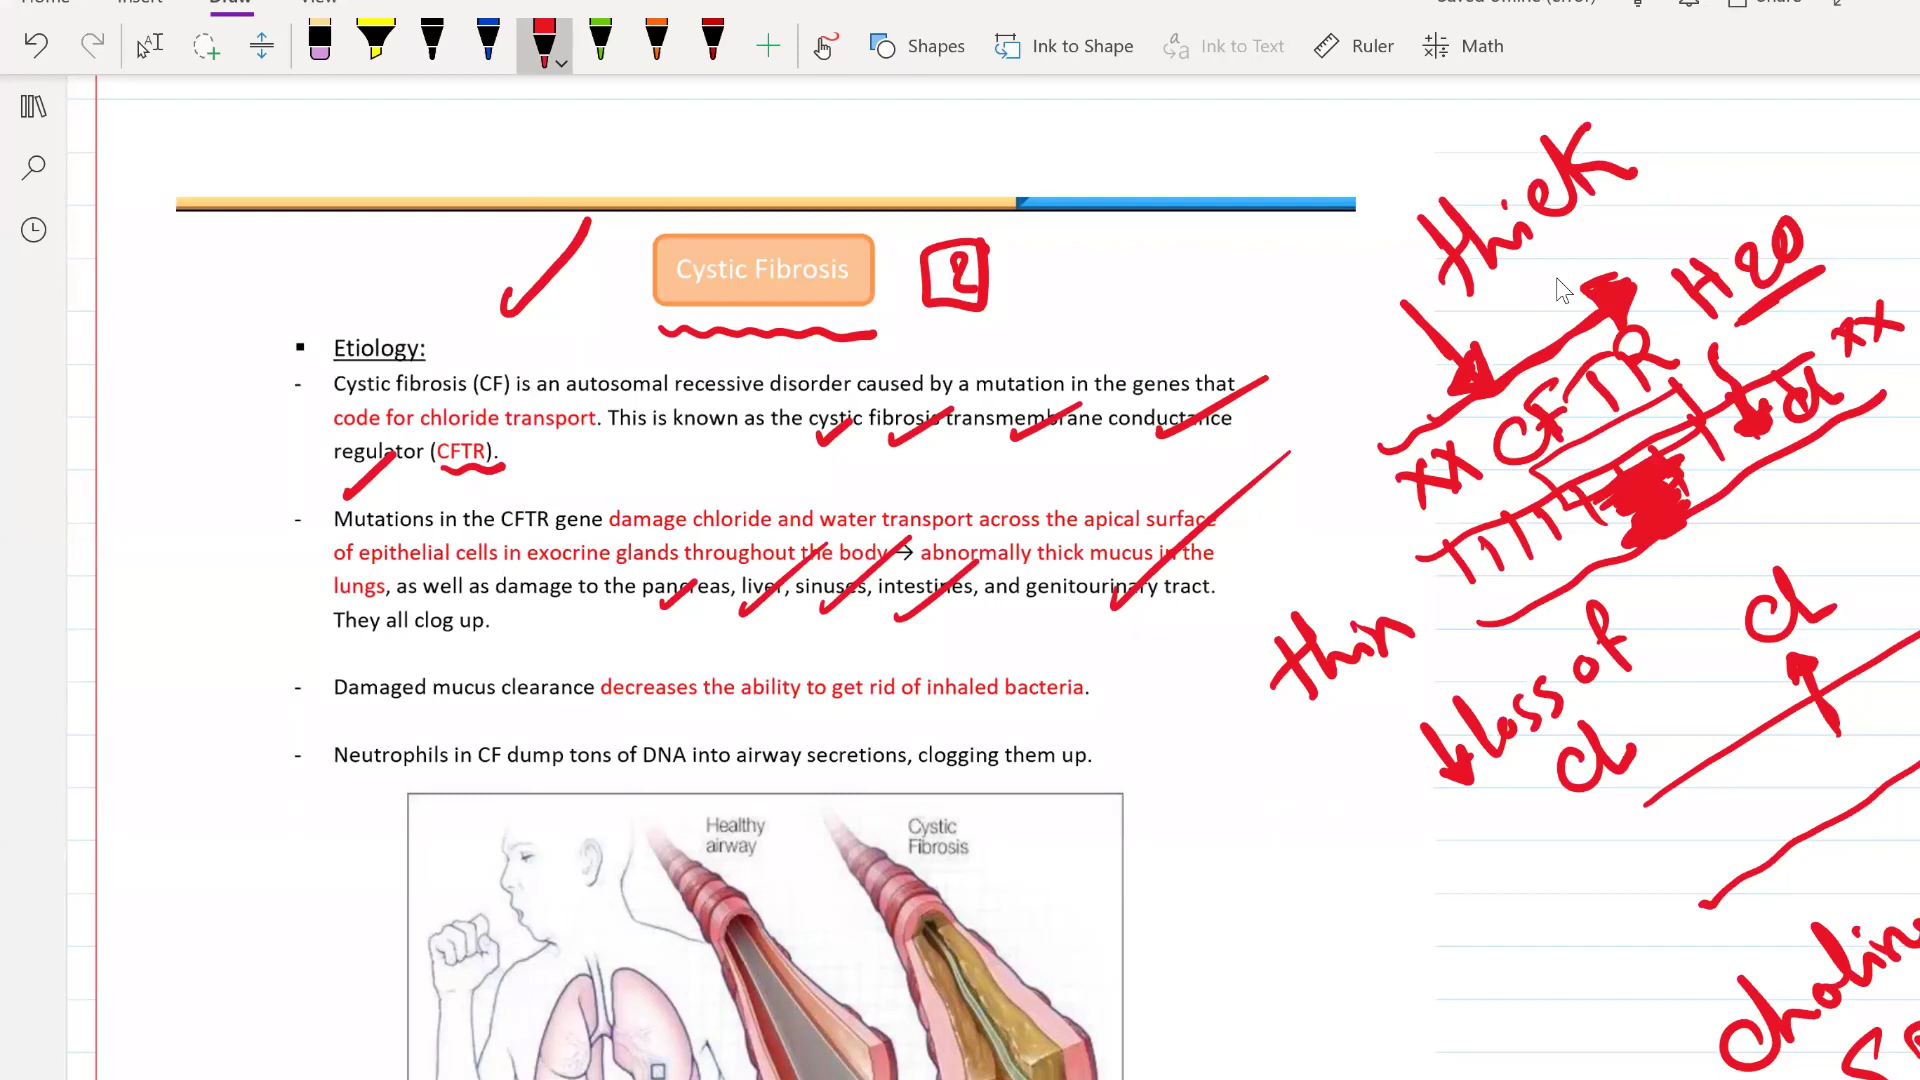 Shapes
Ink to Shape
Ink to Text
Ruler
Math
Cystic Fibrosis
2
Etiology:
- Cystic fibrosis (CF) is an autosomal recessive disorder caused by a mutation in the genes that
code for chloride transport. This is known as the cystic fibrosis transmembrane conductance
regulator (CFTR).
- Mutations in the CFTR gene damage chloride and water transport across the apical surface
of epithelial cells in exocrine glands throughout the body → abnormally thick mucus in the
lungs, as well as damage to the pancreas, liver, sinuses, intestines, and genitourinary tract.
They all clog up.
- Damaged mucus clearance decreases the ability to get rid of inhaled bacteria.
- Neutrophils in CF dump tons of DNA into airway secretions, clogging them up.
Healthy
airway
Cystic
Fibrosis
thick
H20
xx
xx CFTR
cl
thin
loss of
cl
cl